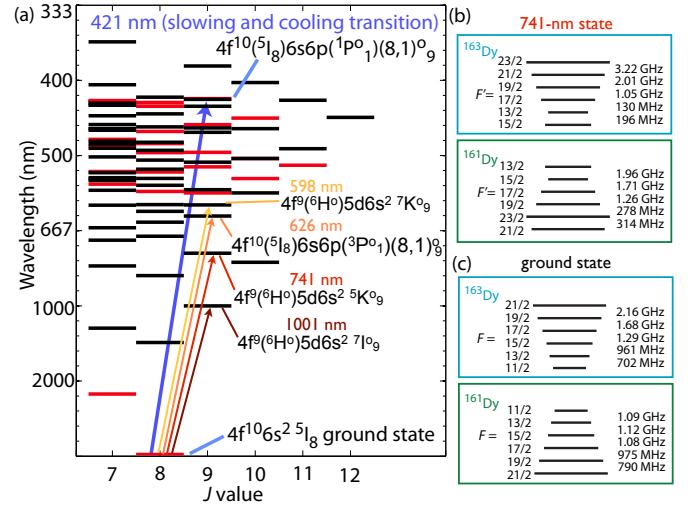 (a)
421 nm (slowing and cooling transition)
4f¹⁰(⁵I₈)6s6p(¹Pᵒ₁)(8,1)ᵒ₉
333
400
500
667
1000
2000
Wavelength (nm)
598 nm
4f⁹(⁶Hᵒ)5d6s² ⁷Kᵒ₉
626 nm
4f¹⁰(⁵I₈)6s6p(³Pᵒ₁)(8,1)ᵒ₉
741 nm
4f⁹(⁶Hᵒ)5d6s² ⁵Kᵒ₉
1001 nm
4f⁹(⁶Hᵒ)5d6s² ⁷Iᵒ₉
4f¹⁰6s² ⁵I₈ ground state
7 8 9 10 11 12
J value
(b)
741-nm state
¹⁶³Dy
F'=
23/2
21/2
19/2
17/2
13/2
15/2
3.22 GHz
2.01 GHz
1.05 GHz
130 MHz
196 MHz
¹⁶¹Dy
F'=
13/2
15/2
17/2
19/2
23/2
21/2
1.96 GHz
1.71 GHz
1.26 GHz
278 MHz
314 MHz
(c)
ground state
¹⁶³Dy
F =
21/2
19/2
17/2
15/2
13/2
11/2
2.16 GHz
1.68 GHz
1.29 GHz
961 MHz
702 MHz
¹⁶¹Dy
F =
11/2
13/2
15/2
17/2
19/2
21/2
1.09 GHz
1.12 GHz
1.08 GHz
975 MHz
790 MHz